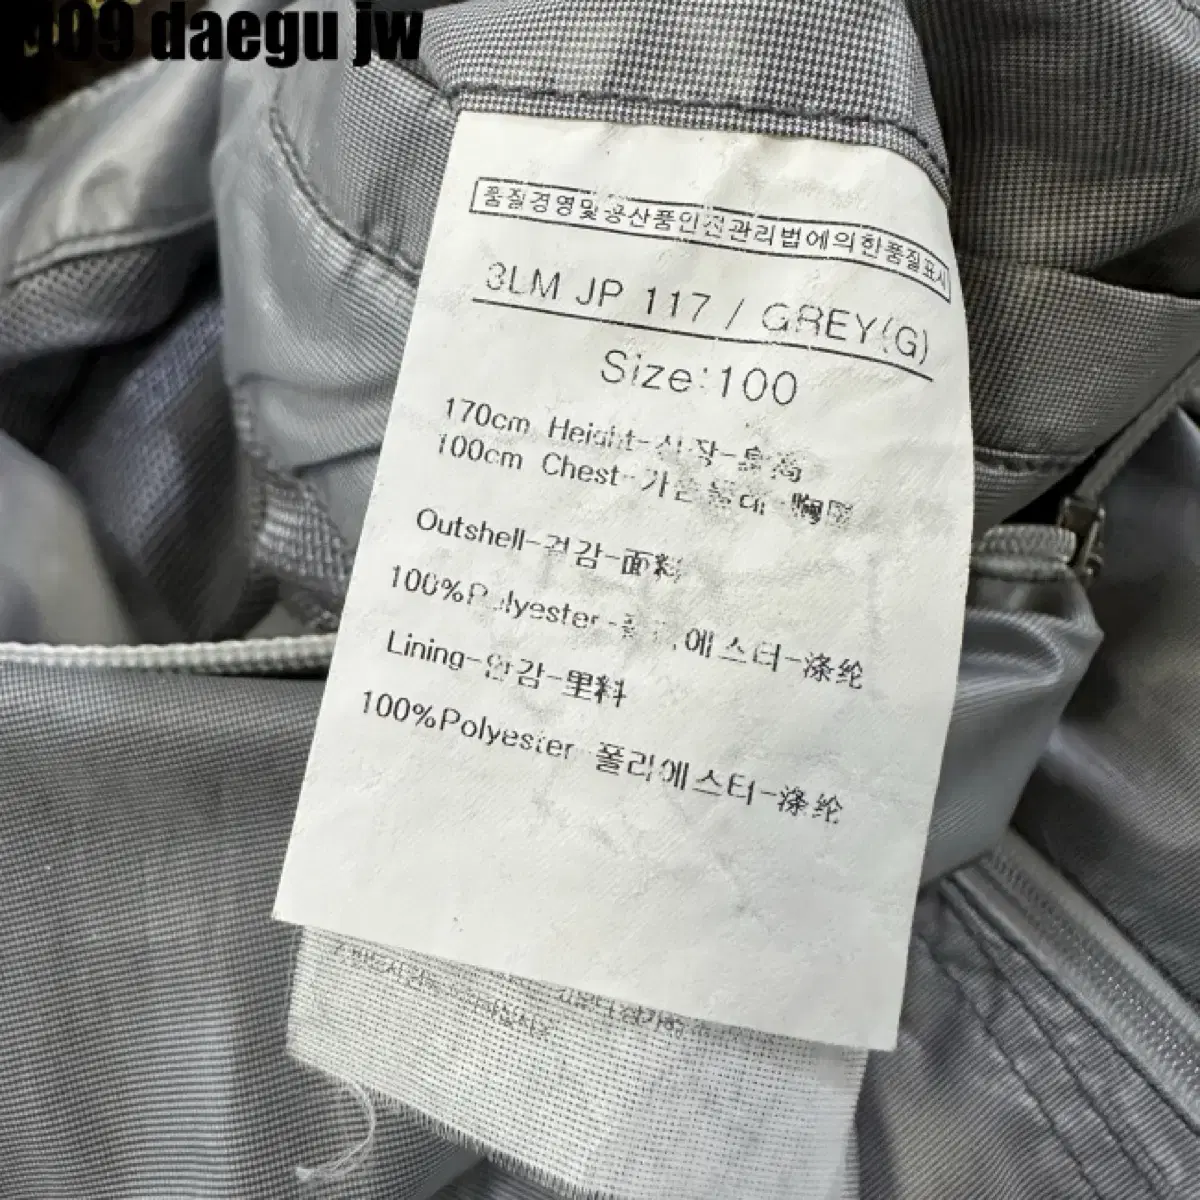 109 daegu jw
품질경영및공산품안전관리법에의한품질표시
3LM JP 117 / GREY(G)
Size:100
170cm Height-신장-身高
100cm Chest-가슴둘레-胸围
Outshell-겉감-面料
100%Polyester-폴리에스터-涤纶
Lining-안감-里料
100%Polyester-폴리에스터-涤纶